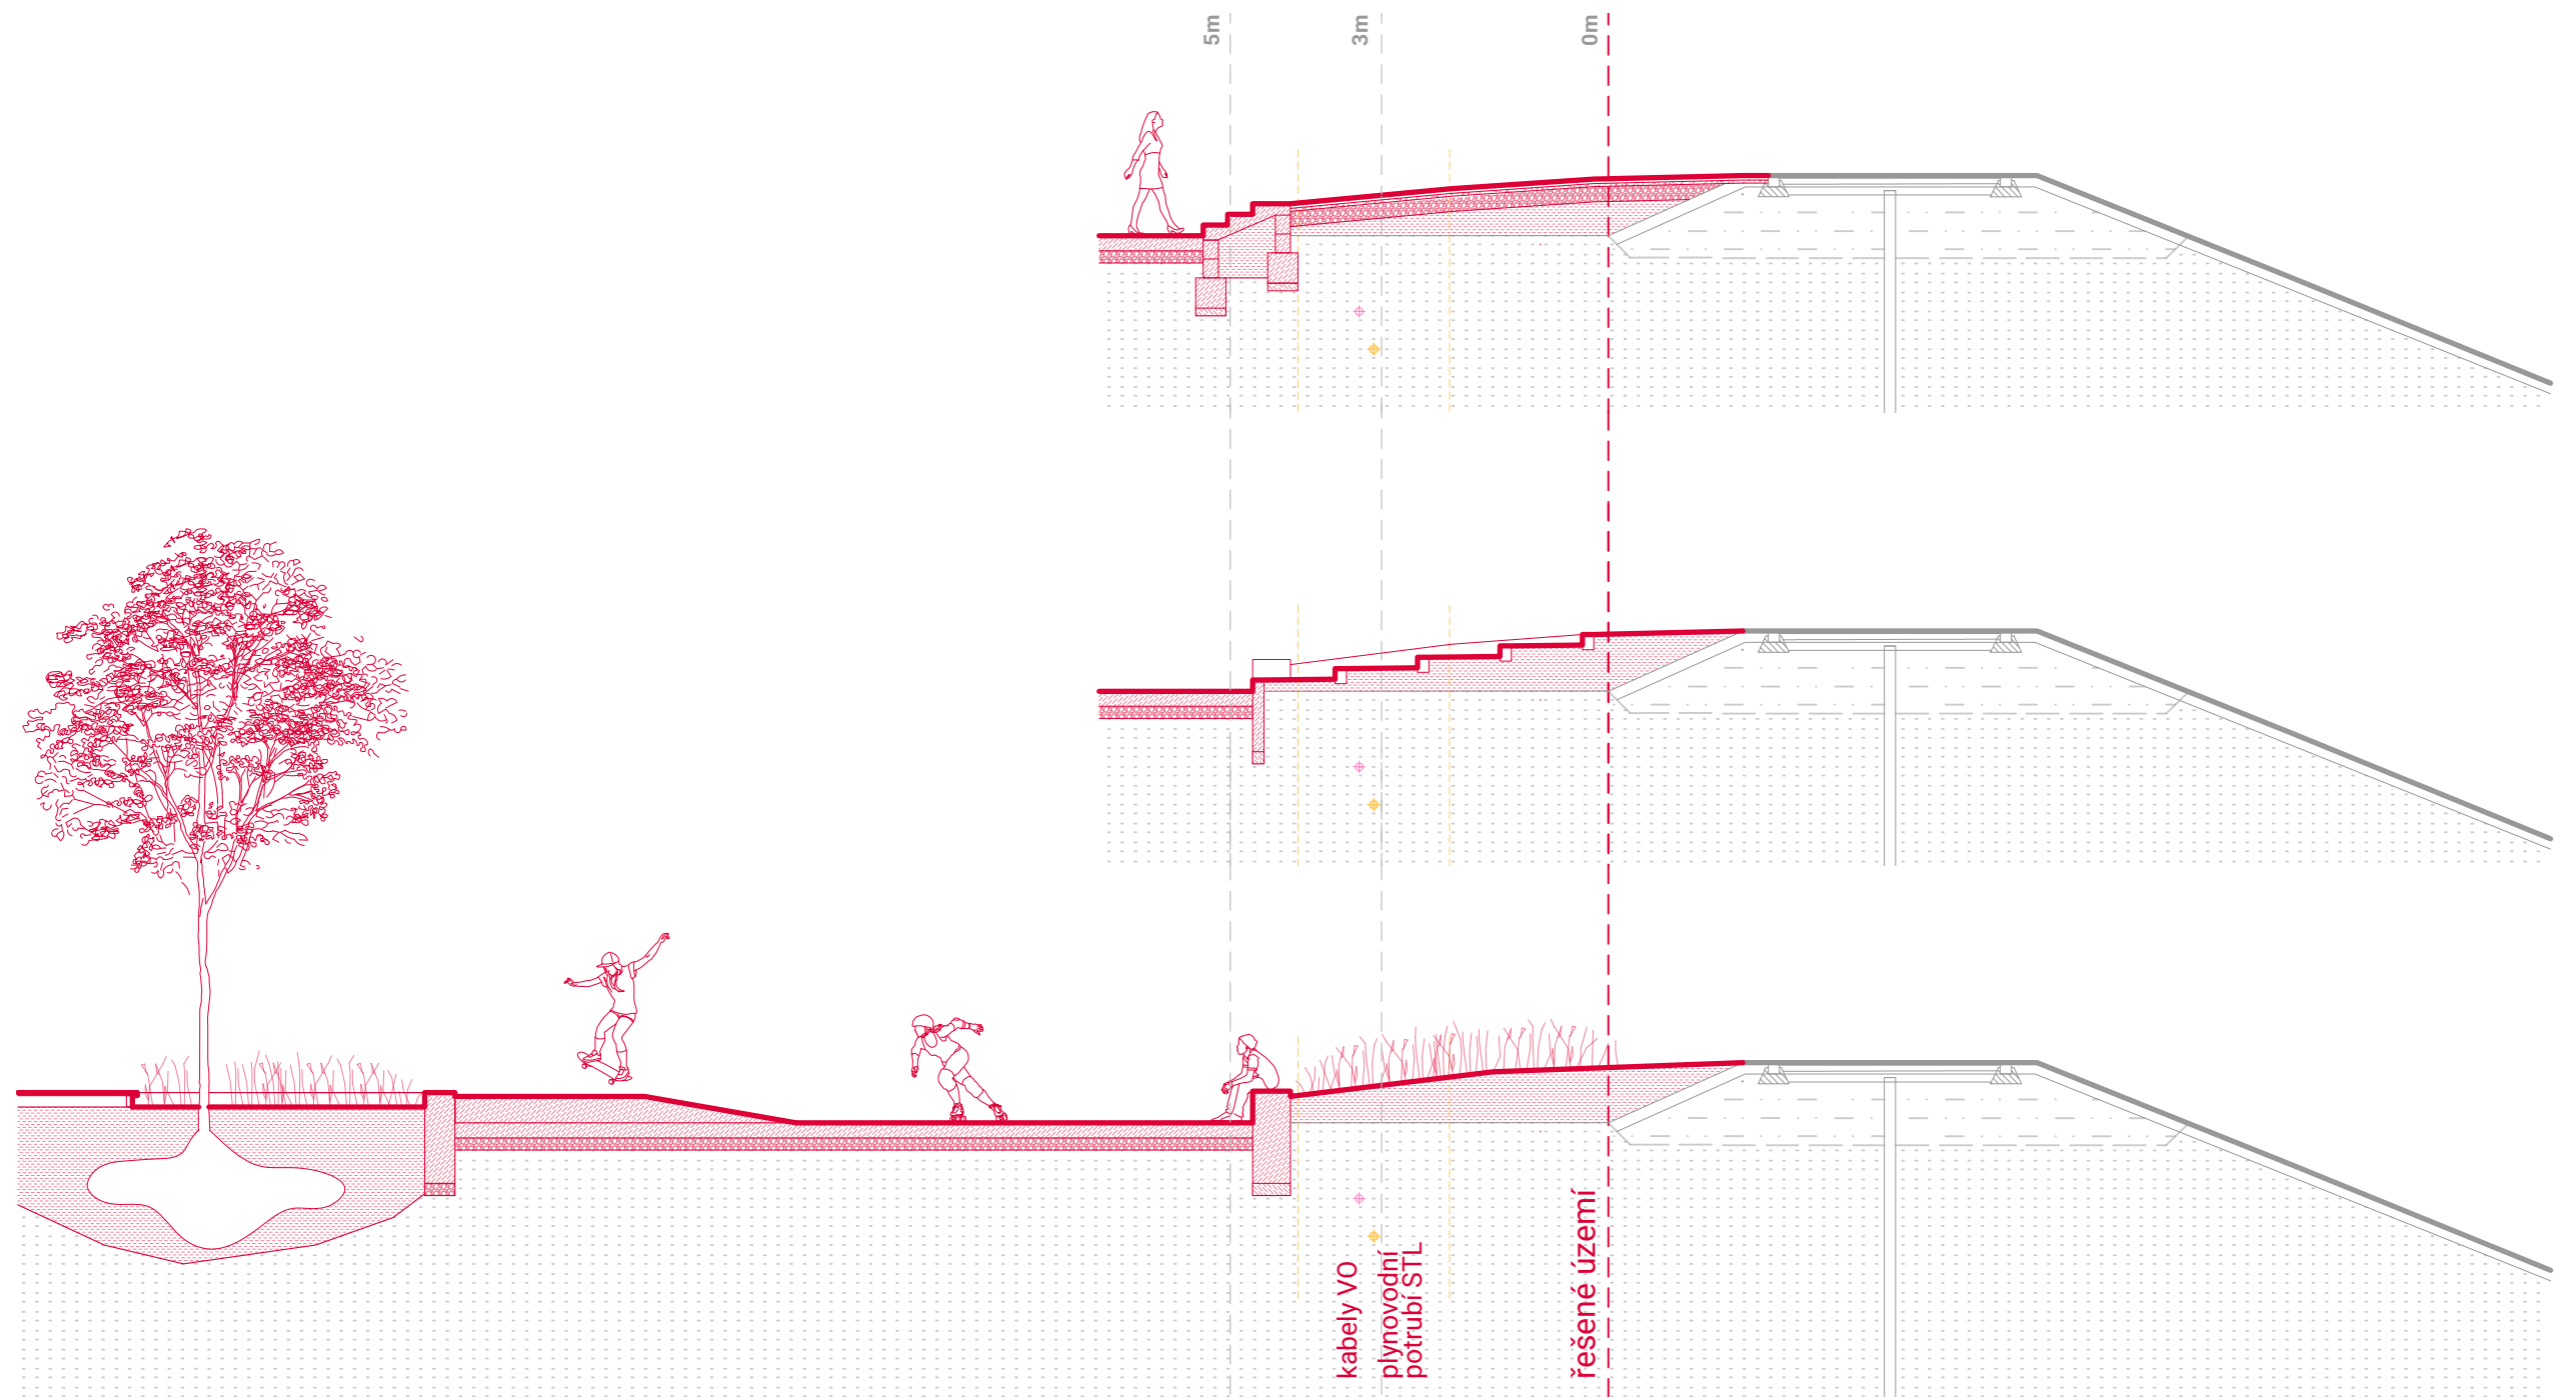 5m
3m
0m
kabely VO
plynovodní
potrubí STL
řešené území